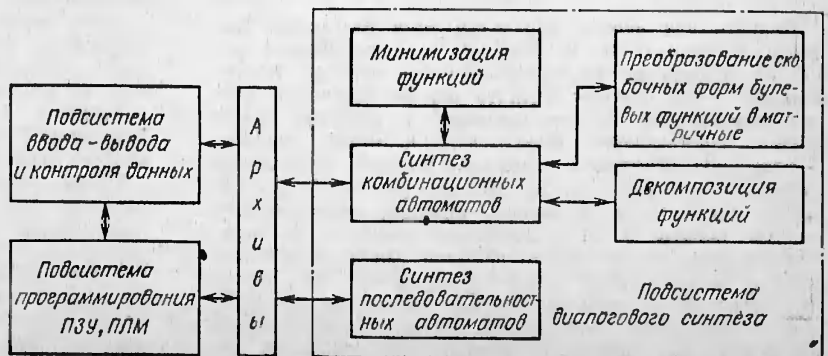 Подсистема
ввода-вывода
и контроля данных
Подсистема
программирования
ПЗУ, ПЛМ
А
р
х
и
в
ы
Минимизация
функций
Синтез
комбинационных
автоматов
Синтез
последовательност-
ных автоматов
Преобразование ско-
бочных форм буле-
вых функций в мат-
ричные
Декомпозиция
функций
Подсистема
диалогового синтеза